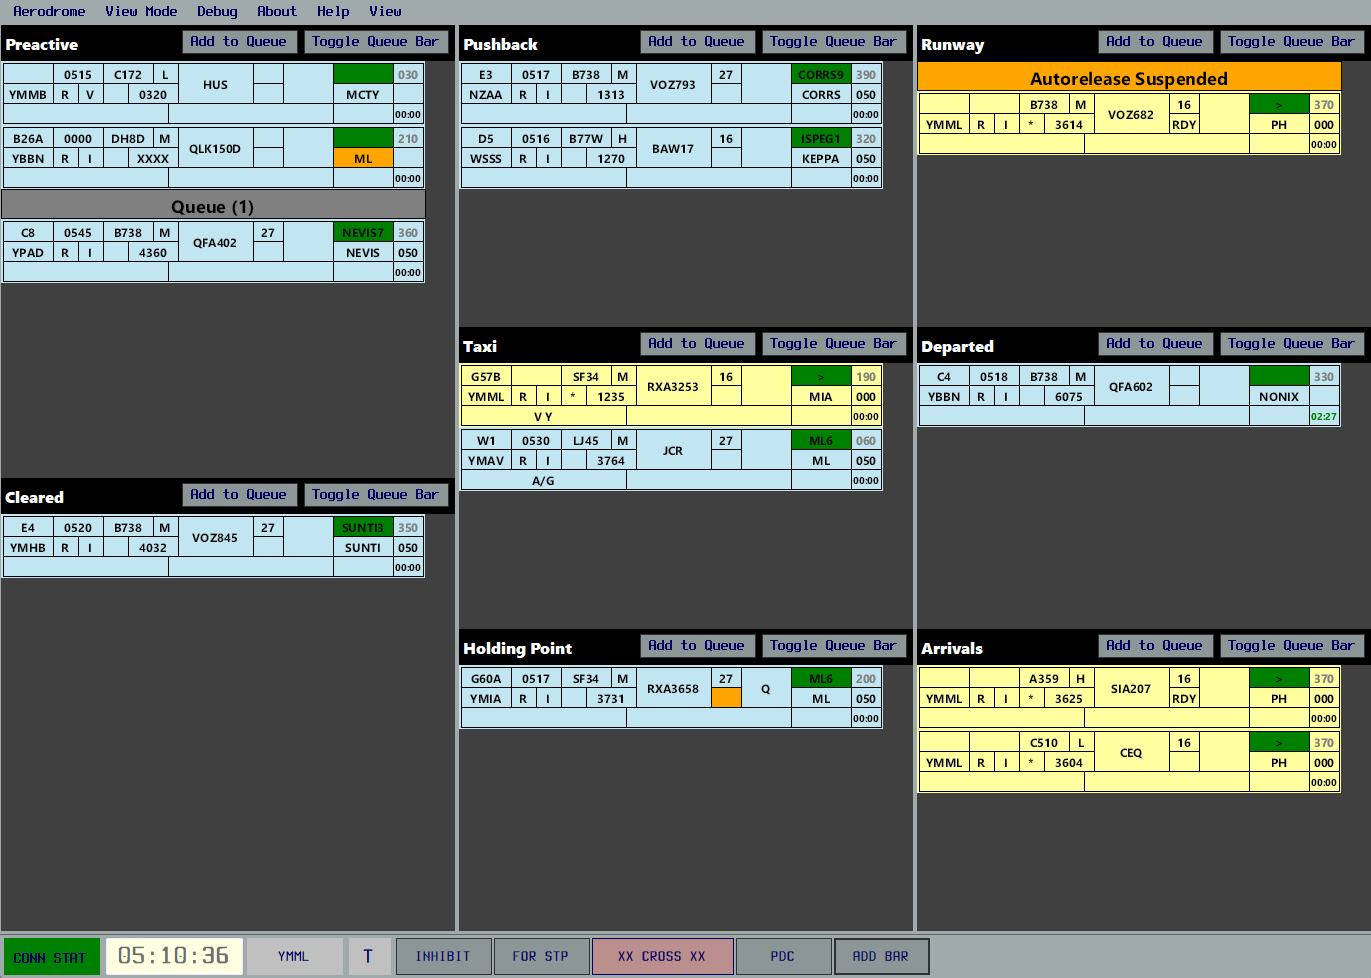 Aerodrome View Mode Debug About Help View
Preactive Add to Queue Toggle Queue Bar
0515 C172 L HUS 030
YMMB R V 0320 MCTY
00:00
B26A 0000 DH8D M QLK150D 210
YBBN R I XXXX ML
00:00
Queue (1)
C8 0545 B738 M QFA402 27 NEVIS7 360
YPAD R I 4360 NEVIS 050
00:00
Cleared Add to Queue Toggle Queue Bar
E4 0520 B738 M VOZ845 27 SUNTI3 350
YMHB R I 4032 SUNTI 050
00:00
Pushback Add to Queue Toggle Queue Bar
E3 0517 B738 M VOZ793 27 CORRS9 390
NZAA R I 1313 CORRS 050
00:00
D5 0516 B77W H BAW17 16 ISPEG1 320
WSSS R I 1270 KEPPA 050
00:00
Taxi Add to Queue Toggle Queue Bar
G57B SF34 M RXA3253 16 > 190
YMML R I * 1235 MIA 000
V Y 00:00
W1 0530 LJ45 M JCR 27 ML6 060
YMAV R I 3764 ML 050
A/G 00:00
Holding Point Add to Queue Toggle Queue Bar
G60A 0517 SF34 M RXA3658 27 Q ML6 200
YMIA R I 3731 ML 050
00:00
Runway Add to Queue Toggle Queue Bar
Autorelease Suspended
B738 M VOZ682 16 > 370
YMML R I * 3614 RDY PH 000
00:00
Departed Add to Queue Toggle Queue Bar
C4 0518 B738 M QFA602 330
YBBN R I 6075 NONIX
02:27
Arrivals Add to Queue Toggle Queue Bar
A359 H SIA207 16 > 370
YMML R I * 3625 RDY PH 000
00:00
C510 L CEQ 16 > 370
YMML R I * 3604 PH 000
00:00
CONN STAT 05:10:36 YMML T INHIBIT FOR STP XX CROSS XX PDC ADD BAR